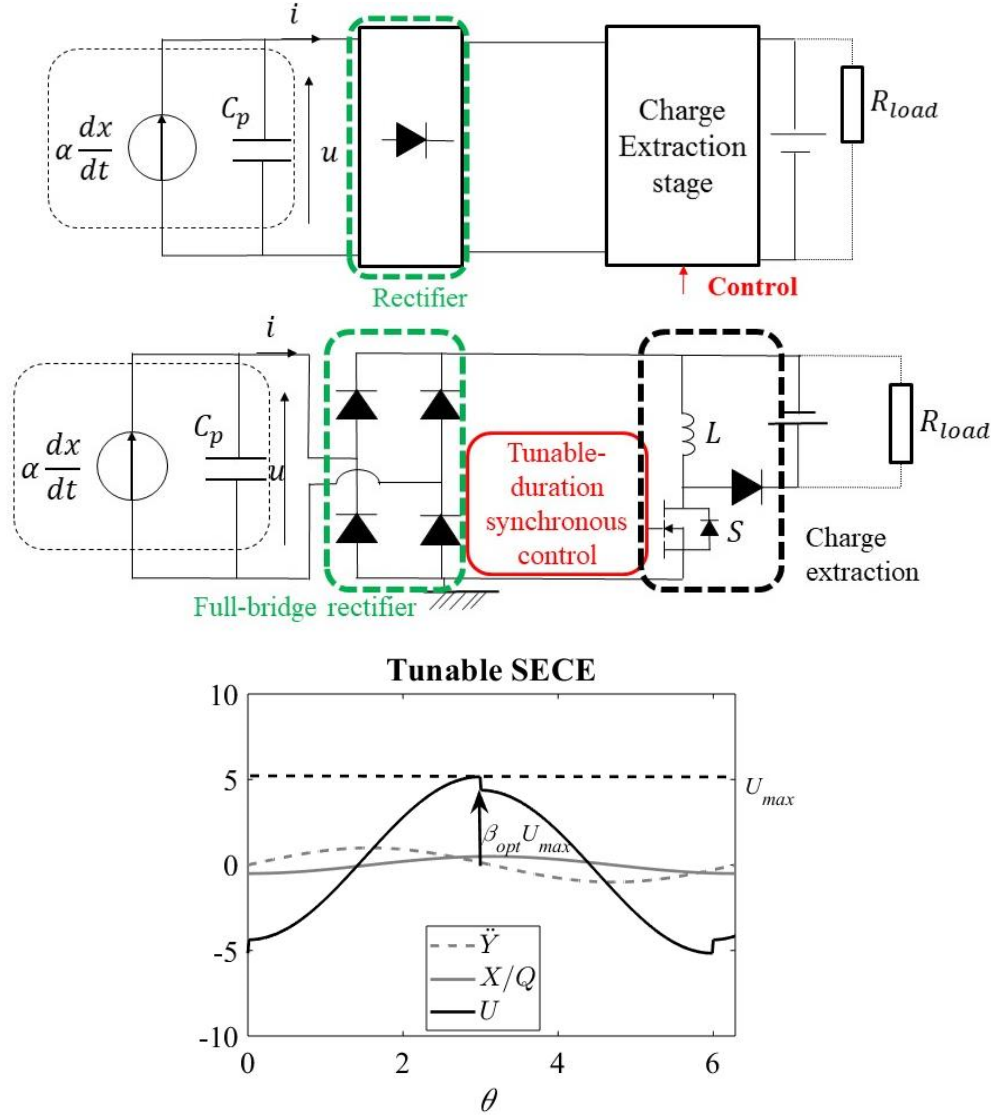 i
C_p
α dx/dt
u
Charge
Extraction
stage
R_load
Rectifier
Control
i
C_p
α dx/dt
u
Tunable-
duration
synchronous
control
L
S
R_load
Charge
extraction
Full-bridge rectifier
Tunable SECE
10
5
0
-5
-10
U_max
β_opt U_max
Ÿ
X/Q
U
0
2
4
6
θ